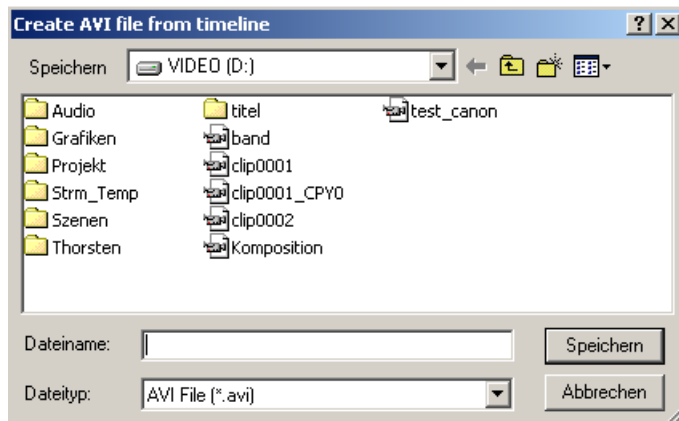 Create AVI file from timeline
Speichern VIDEO (D:)
Audio titel test_canon
Grafiken band
Projekt clip0001
Strm_Temp clip0001_CPY0
Szenen clip0002
Thorsten Komposition
Dateiname: Speichern
Dateityp: AVI File (*.avi) Abbrechen